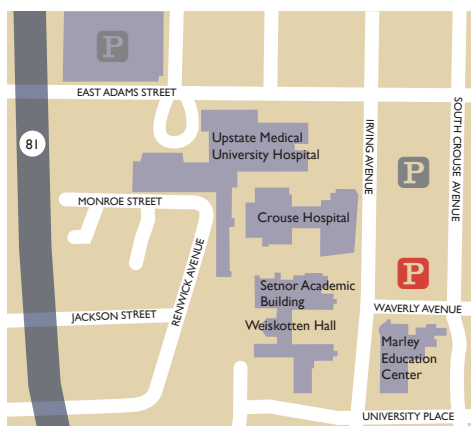 P
EAST ADAMS STREET
81
Upstate Medical
University Hospital
IRVING AVENUE
SOUTH CROUSE AVENUE
P
MONROE STREET
Crouse Hospital
RENWICK AVENUE
P
Setnor Academic
Building
WAVERLY AVENUE
JACKSON STREET
Weiskotten Hall
Marley
Education
Center
UNIVERSITY PLACE